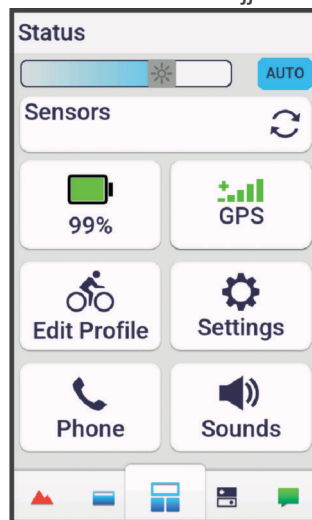 Status
AUTO
Sensors
99%
GPS
Edit Profile
Settings
Phone
Sounds